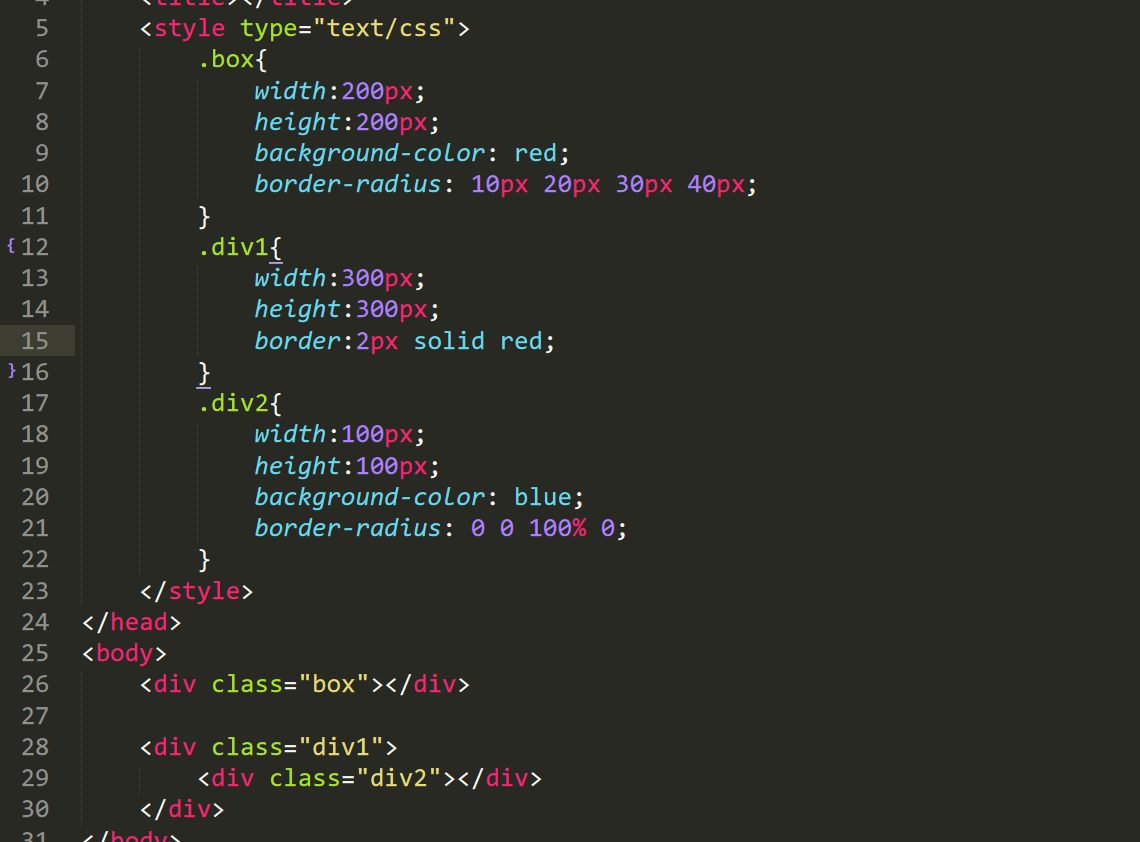 4 <title></title>
5 <style type="text/css">
6 .box{
7 width:200px;
8 height:200px;
9 background-color: red;
10 border-radius: 10px 20px 30px 40px;
11 }
{ 12 .div1{
13 width:300px;
14 height:300px;
15 border:2px solid red;
} 16 }
17 .div2{
18 width:100px;
19 height:100px;
20 background-color: blue;
21 border-radius: 0 0 100% 0;
22 }
23 </style>
24 </head>
25 <body>
26 <div class="box"></div>
27
28 <div class="div1">
29 <div class="div2"></div>
30 </div>
31 </body>